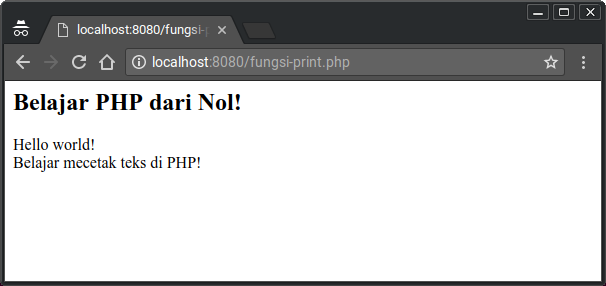 localhost:8080/fungsi-p
localhost:8080/fungsi-print.php
Belajar PHP dari Nol!
Hello world!
Belajar mecetak teks di PHP!